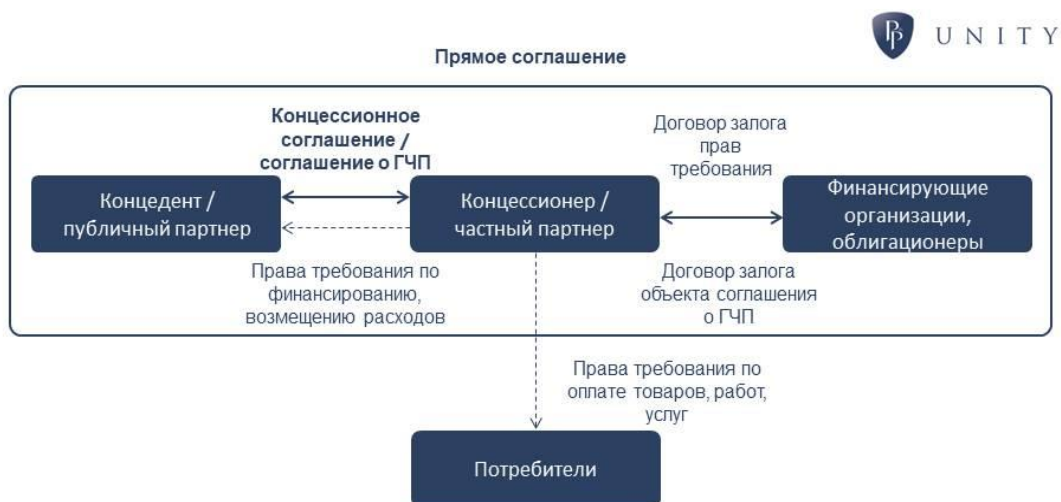 PP UNITY
Прямое соглашение
Концессионное
соглашение /
соглашение о ГЧП
Договор залога
прав
требования
Концедент /
публичный партнер
Концессионер /
частный партнер
Финансирующие
организации,
облигационеры
Права требования по
финансированию,
возмещению расходов
Договор залога
объекта соглашения
о ГЧП
Права требования по
оплате товаров, работ,
услуг
Потребители